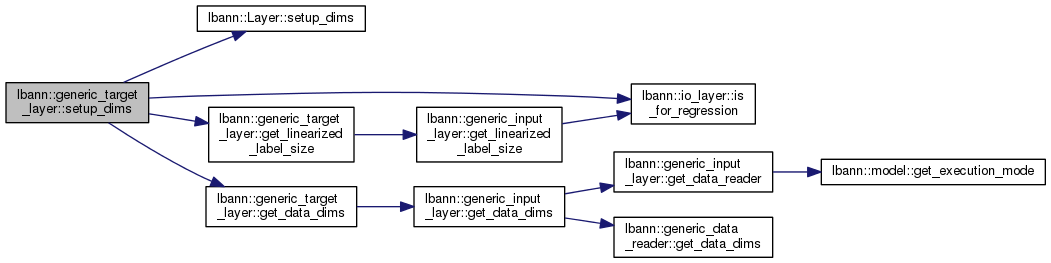 lbann::Layer::setup_dims
lbann::generic_target
_layer::setup_dims
lbann::io_layer::is
_for_regression
lbann::generic_target
_layer::get_linearized
_label_size
lbann::generic_input
_layer::get_linearized
_label_size
lbann::generic_target
_layer::get_data_dims
lbann::generic_input
_layer::get_data_dims
lbann::generic_input
_layer::get_data_reader
lbann::model::get_execution_mode
lbann::generic_data
_reader::get_data_dims